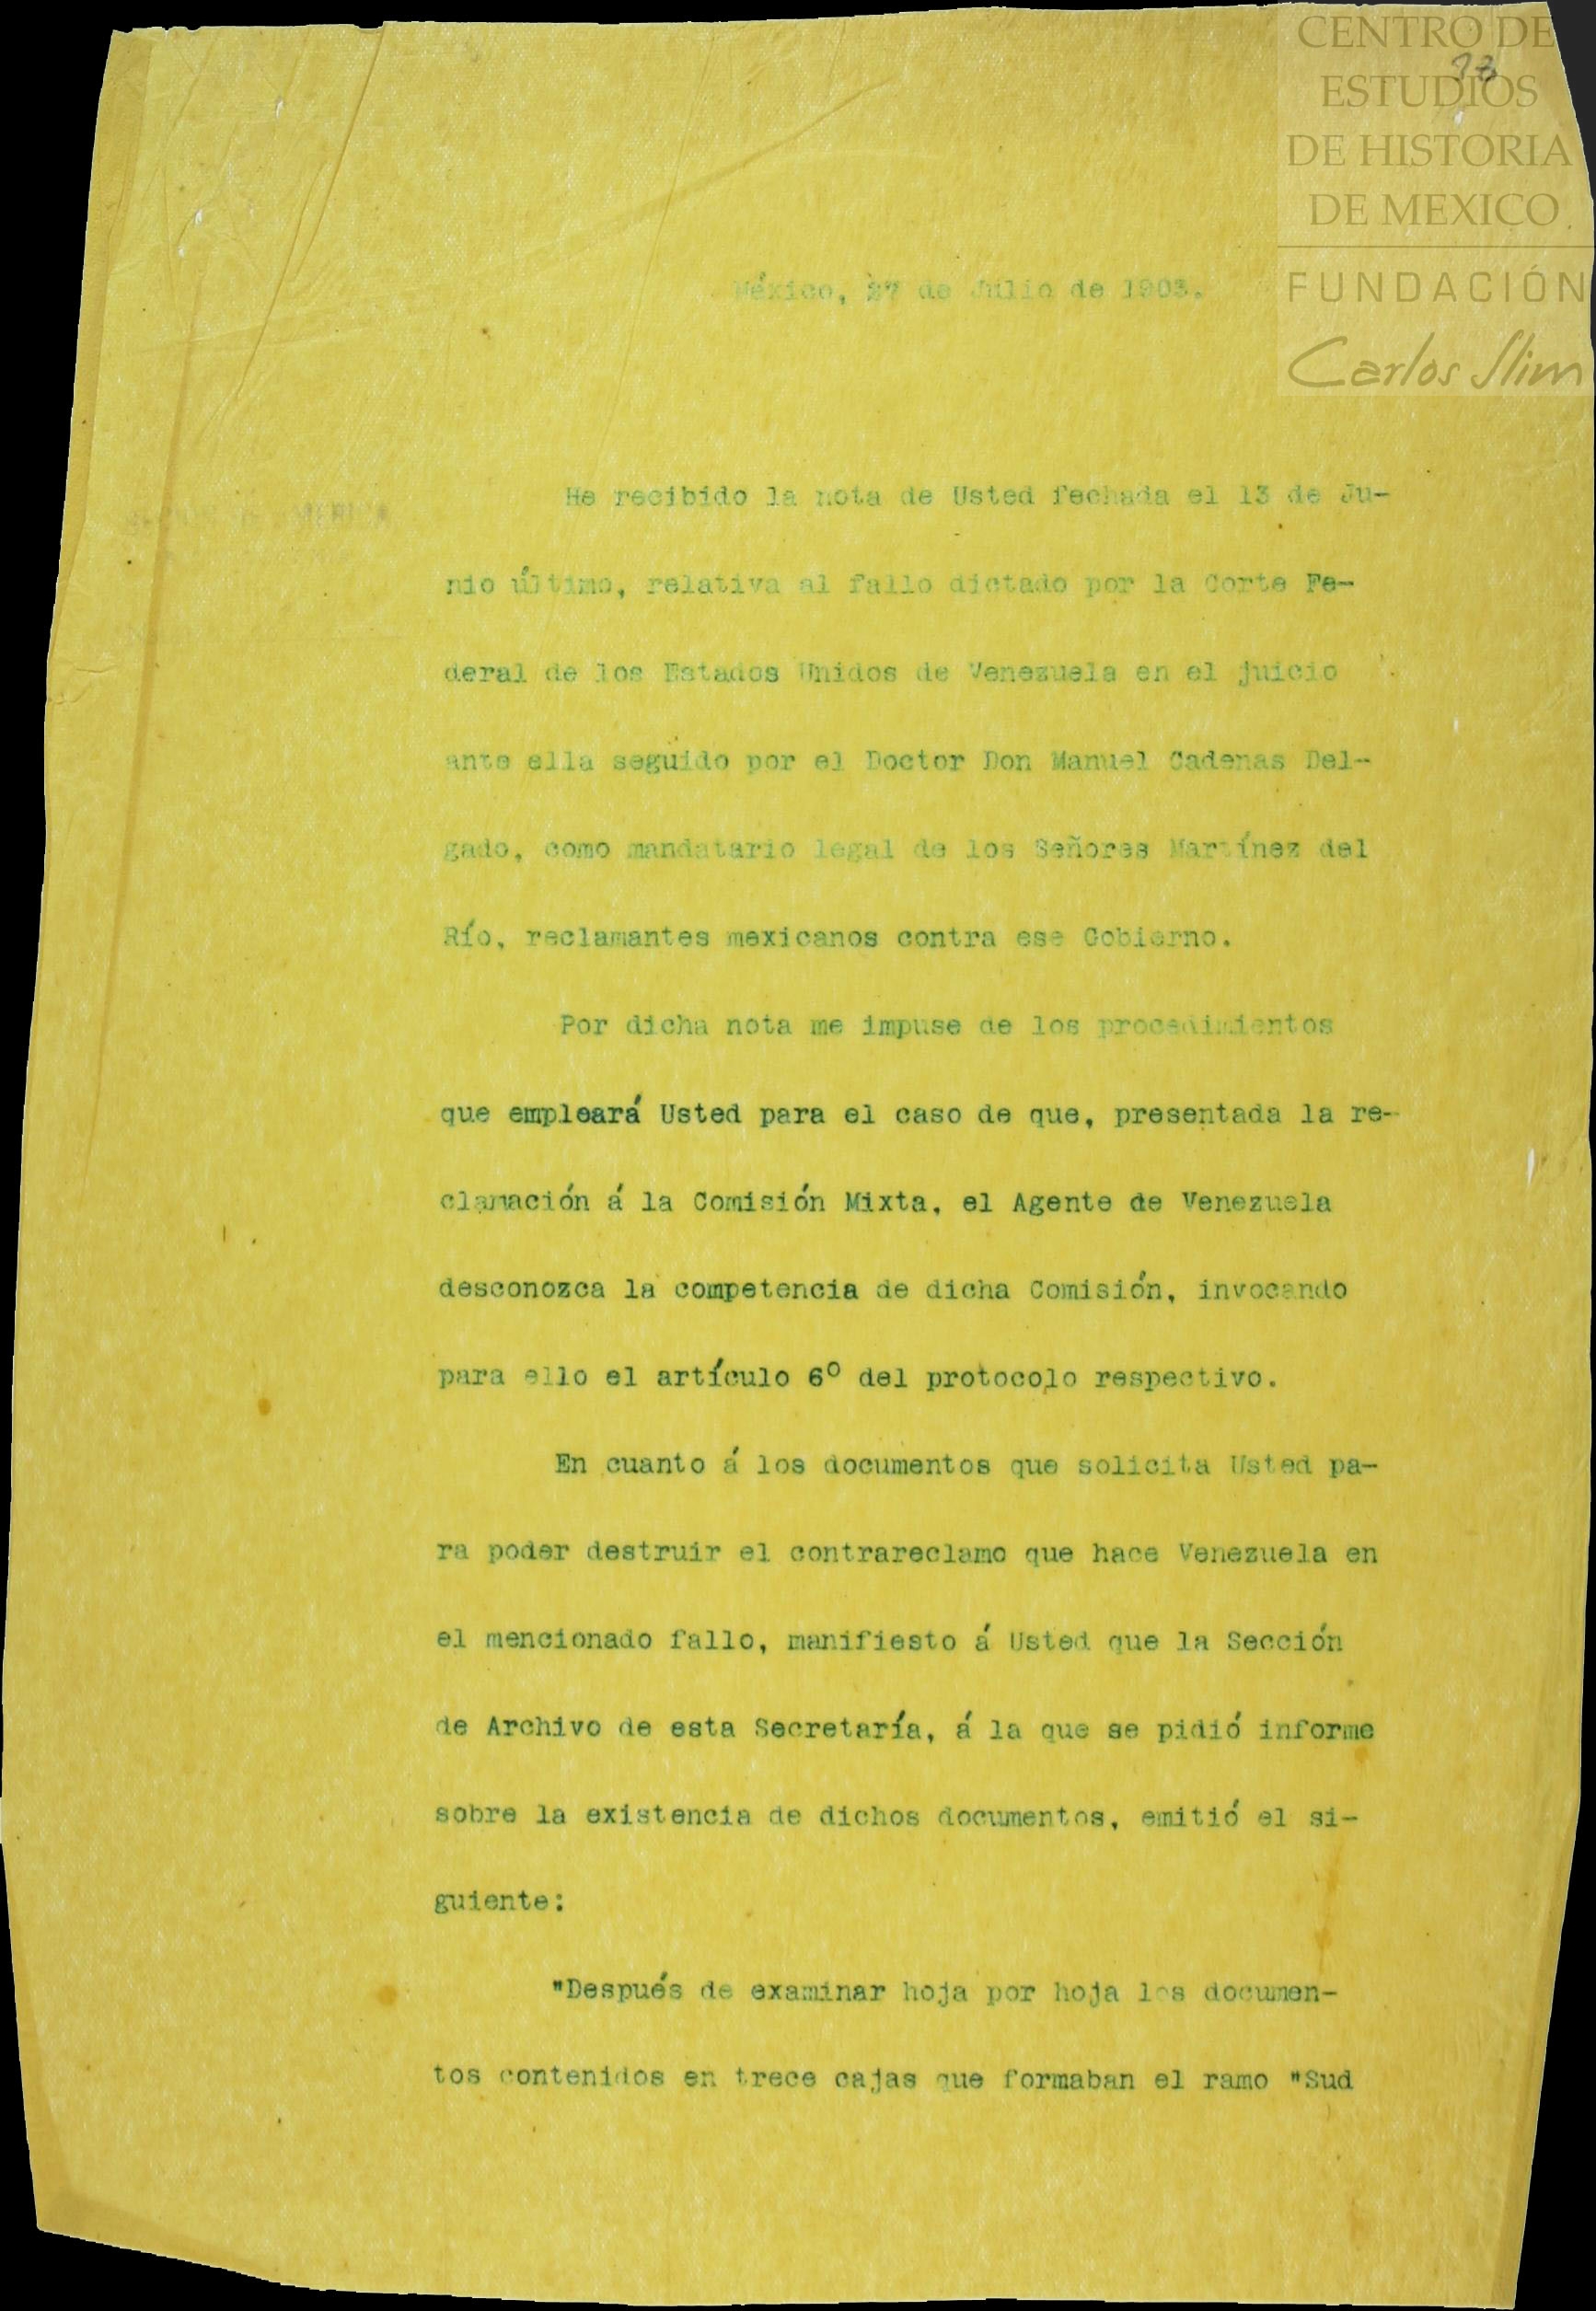 CENTRO DE
ESTUDIOS
DE HISTORIA
DE MEXICO
FUNDACIÓN
Carlos Slim
México, 27 de Julio de 1903.
He recibido la nota de Usted fechada el 13 de Ju-
nio último, relativa al fallo dictado por la Corte Fe-
deral de los Estados Unidos de Venezuela en el juicio
ante ella seguido por el Doctor Don Manuel Cadenas Del-
gado, como mandatario legal de los Señores Martínez del
Río, reclamantes mexicanos contra ese Gobierno.
Por dicha nota me impuse de los procedimientos
que empleará Usted para el caso de que, presentada la re-
clamación á la Comisión Mixta, el Agente de Venezuela
desconozca la competencia de dicha Comisión, invocando
para ello el artículo 6º del protocolo respectivo.
En cuanto á los documentos que solicita Usted pa-
ra poder destruir el contrareclamo que hace Venezuela en
el mencionado fallo, manifiesto á Usted que la Sección
de Archivo de esta Secretaría, á la que se pidió informe
sobre la existencia de dichos documentos, emitió el si-
guiente:
"Después de examinar hoja por hoja los documen-
tos contenidos en trece cajas que formaban el ramo "Sud